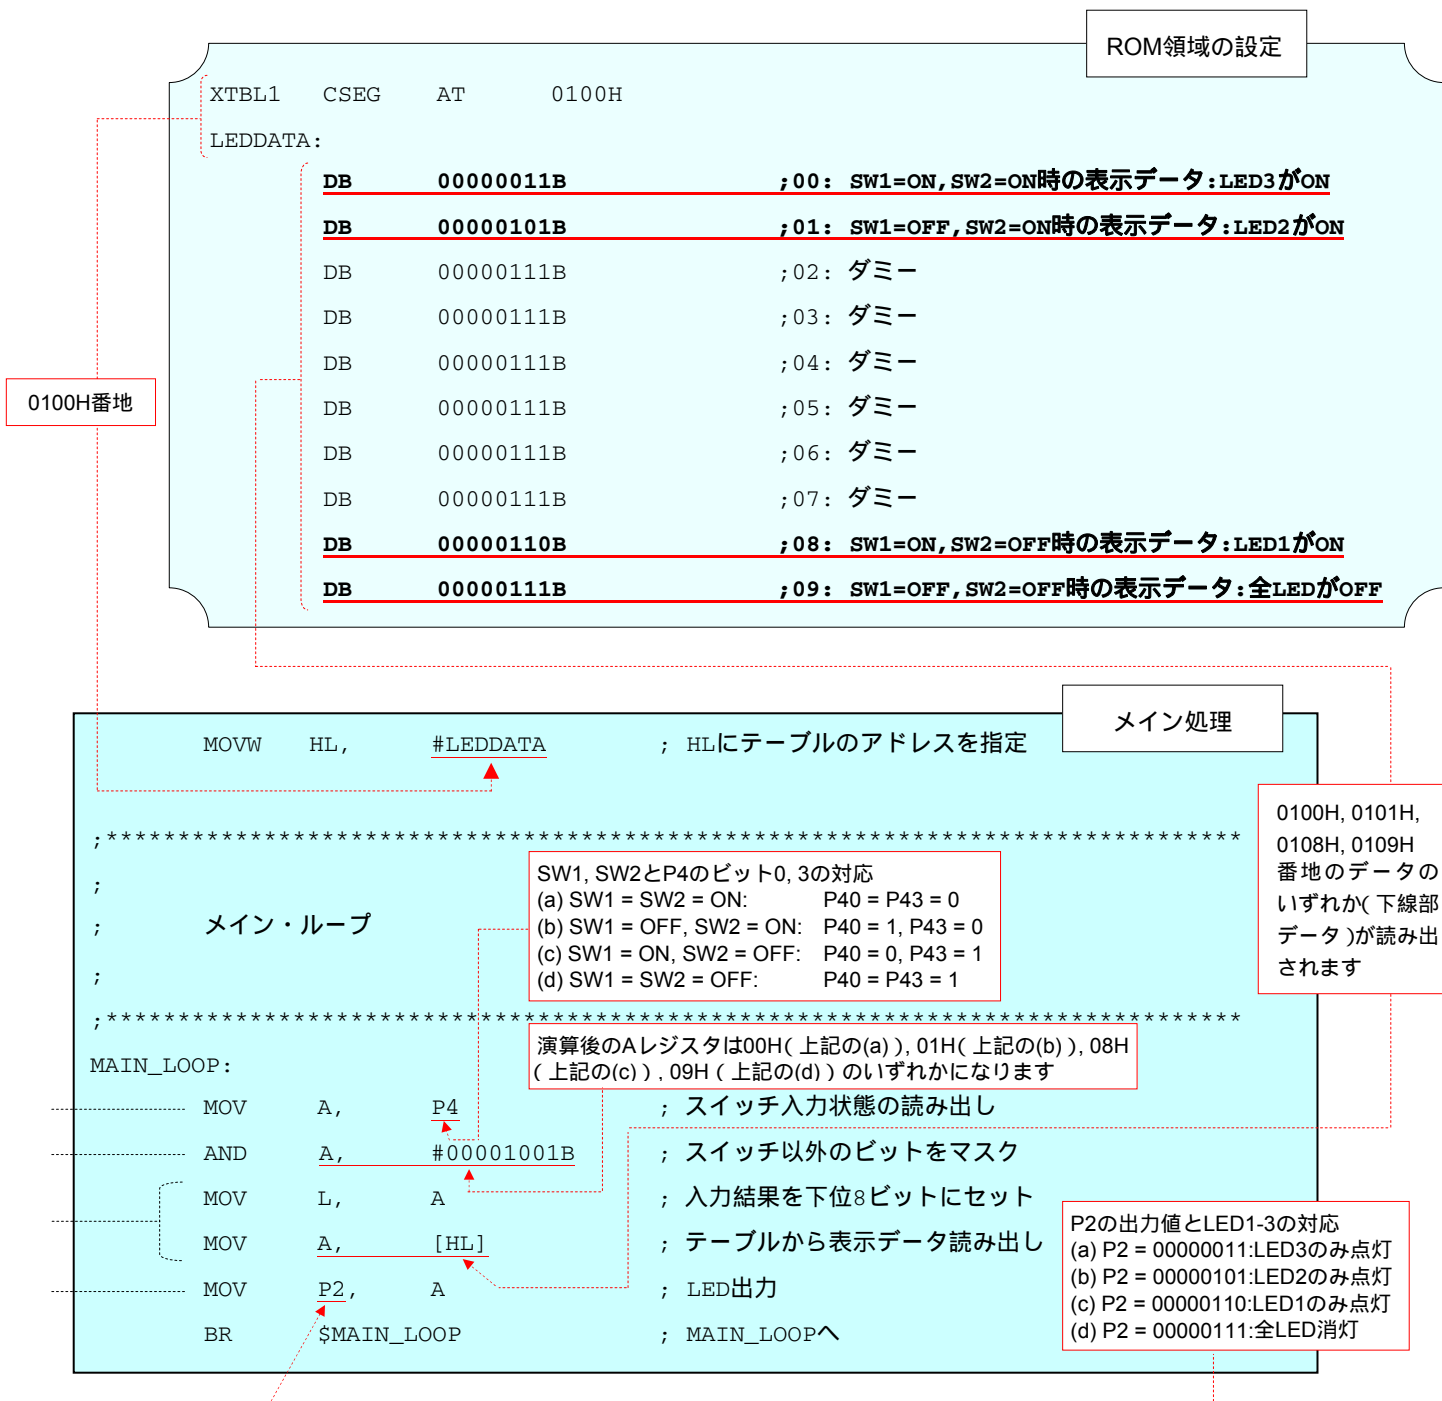 ROM領域の設定
XTBL1 CSEG AT 0100H
LEDDATA:
DB 00000011B ;00: SW1=ON,SW2=ON時の表示データ:LED3がON
DB 00000101B ;01: SW1=OFF,SW2=ON時の表示データ:LED2がON
DB 00000111B ;02: ダミー
DB 00000111B ;03: ダミー
DB 00000111B ;04: ダミー
DB 00000111B ;05: ダミー
DB 00000111B ;06: ダミー
DB 00000111B ;07: ダミー
DB 00000110B ;08: SW1=ON,SW2=OFF時の表示データ:LED1がON
DB 00000111B ;09: SW1=OFF,SW2=OFF時の表示データ:全LEDがOFF
0100H番地
メイン処理
MOVW HL, #LEDDATA ; HLにテーブルのアドレスを指定
0100H, 0101H,
0108H, 0109H
番地のデータの
いずれか(下線部
データ)が読み出
されます
;*******************************************************************************
;
; メイン・ループ
;
;*******************************************************************************
SW1, SW2とP4のビット0, 3の対応
(a) SW1 = SW2 = ON: P40 = P43 = 0
(b) SW1 = OFF, SW2 = ON: P40 = 1, P43 = 0
(c) SW1 = ON, SW2 = OFF: P40 = 0, P43 = 1
(d) SW1 = SW2 = OFF: P40 = P43 = 1
演算後のAレジスタは00H(上記の(a)), 01H(上記の(b)), 08H
(上記の(c)), 09H(上記の(d))のいずれかになります
MAIN_LOOP:
MOV A, P4 ; スイッチ入力状態の読み出し
AND A, #00001001B ; スイッチ以外のビットをマスク
MOV L, A ; 入力結果を下位8ビットにセット
MOV A, [HL] ; テーブルから表示データ読み出し
MOV P2, A ; LED出力
BR $MAIN_LOOP ; MAIN_LOOPへ
P2の出力値とLED1-3の対応
(a) P2 = 00000011:LED3のみ点灯
(b) P2 = 00000101:LED2のみ点灯
(c) P2 = 00000110:LED1のみ点灯
(d) P2 = 00000111:全LED消灯